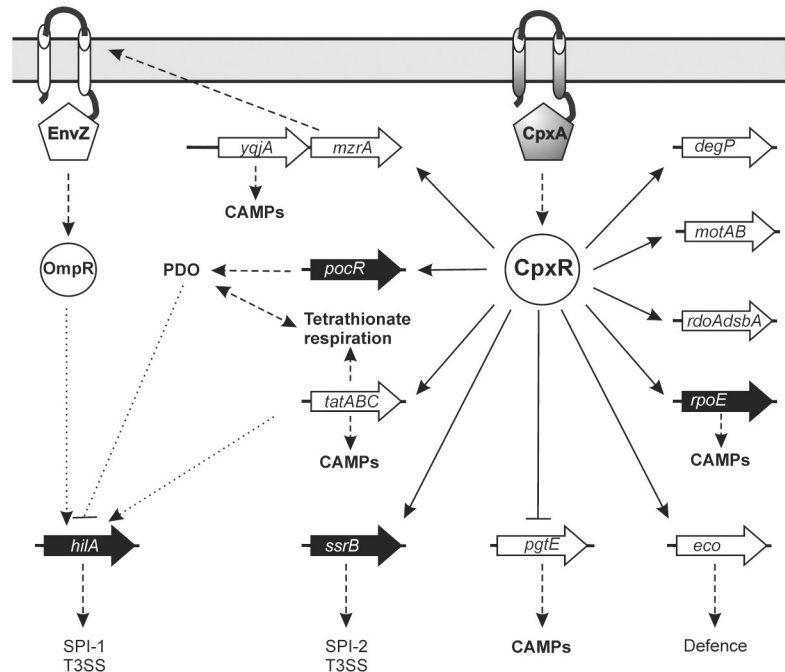 EnvZ
CpxA
yqjA
mzrA
degP
CAMPs
motAB
OmpR
PDO
pocR
CpxR
Tetrathionate
respiration
rdoAdsbA
tatABC
rpoE
CAMPs
CAMPs
hilA
ssrB
pgtE
eco
SPI-1
T3SS
SPI-2
T3SS
CAMPs
Defence